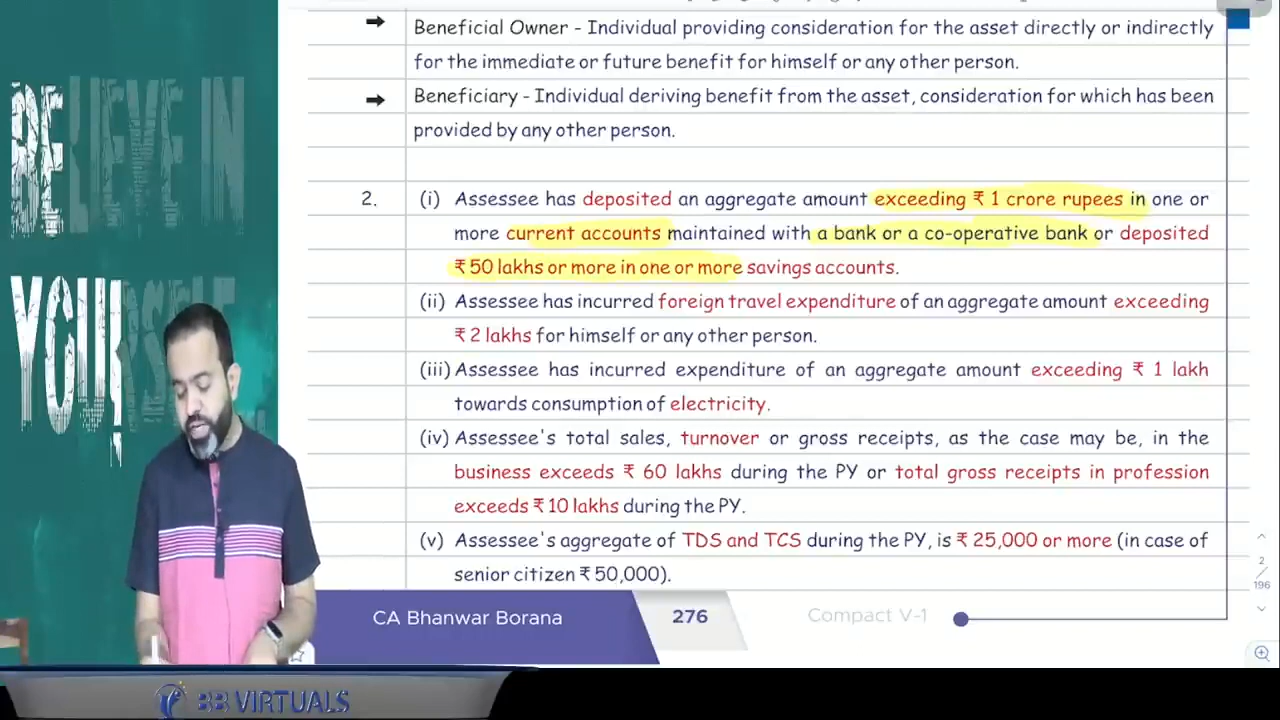 BELIEVE IN
Beneficial Owner - Individual providing consideration for the asset directly or indirectly
for the immediate or future benefit for himself or any other person.
Beneficiary - Individual deriving benefit from the asset, consideration for which has been
provided by any other person.
2. (i) Assessee has deposited an aggregate amount exceeding ₹ 1 crore rupees in one or
more current accounts maintained with a bank or a co-operative bank or deposited
₹ 50 lakhs or more in one or more savings accounts.
(ii) Assessee has incurred foreign travel expenditure of an aggregate amount exceeding
₹ 2 lakhs for himself or any other person.
(iii) Assessee has incurred expenditure of an aggregate amount exceeding ₹ 1 lakh
towards consumption of electricity.
(iv) Assessee's total sales, turnover or gross receipts, as the case may be, in the
business exceeds ₹ 60 lakhs during the PY or total gross receipts in profession
exceeds ₹ 10 lakhs during the PY.
(v) Assessee's aggregate of TDS and TCS during the PY, is ₹ 25,000 or more (in case of
senior citizen ₹ 50,000).
2
196
CA Bhanwar Borana 276 Compact V-1
BB VIRTUALS